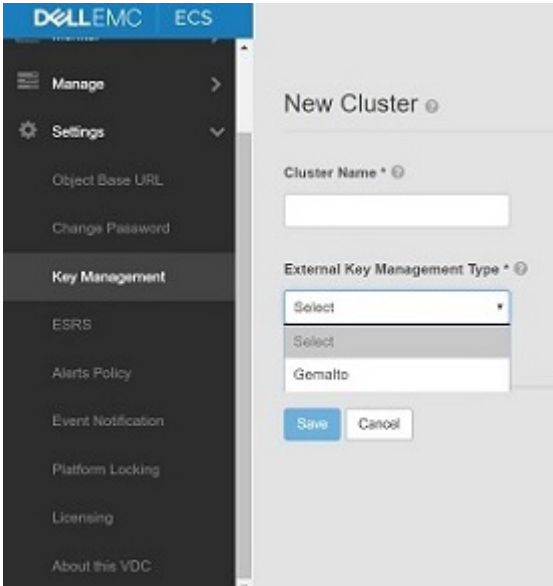 DELLEMC ECS
Monitor
Manage
Settings
Object Base URL
Change Password
Key Management
ESRS
Alerts Policy
Event Notification
Platform Locking
Licensing
About this VDC
New Cluster
Cluster Name *
External Key Management Type *
Select
Select
Gemalto
Save Cancel